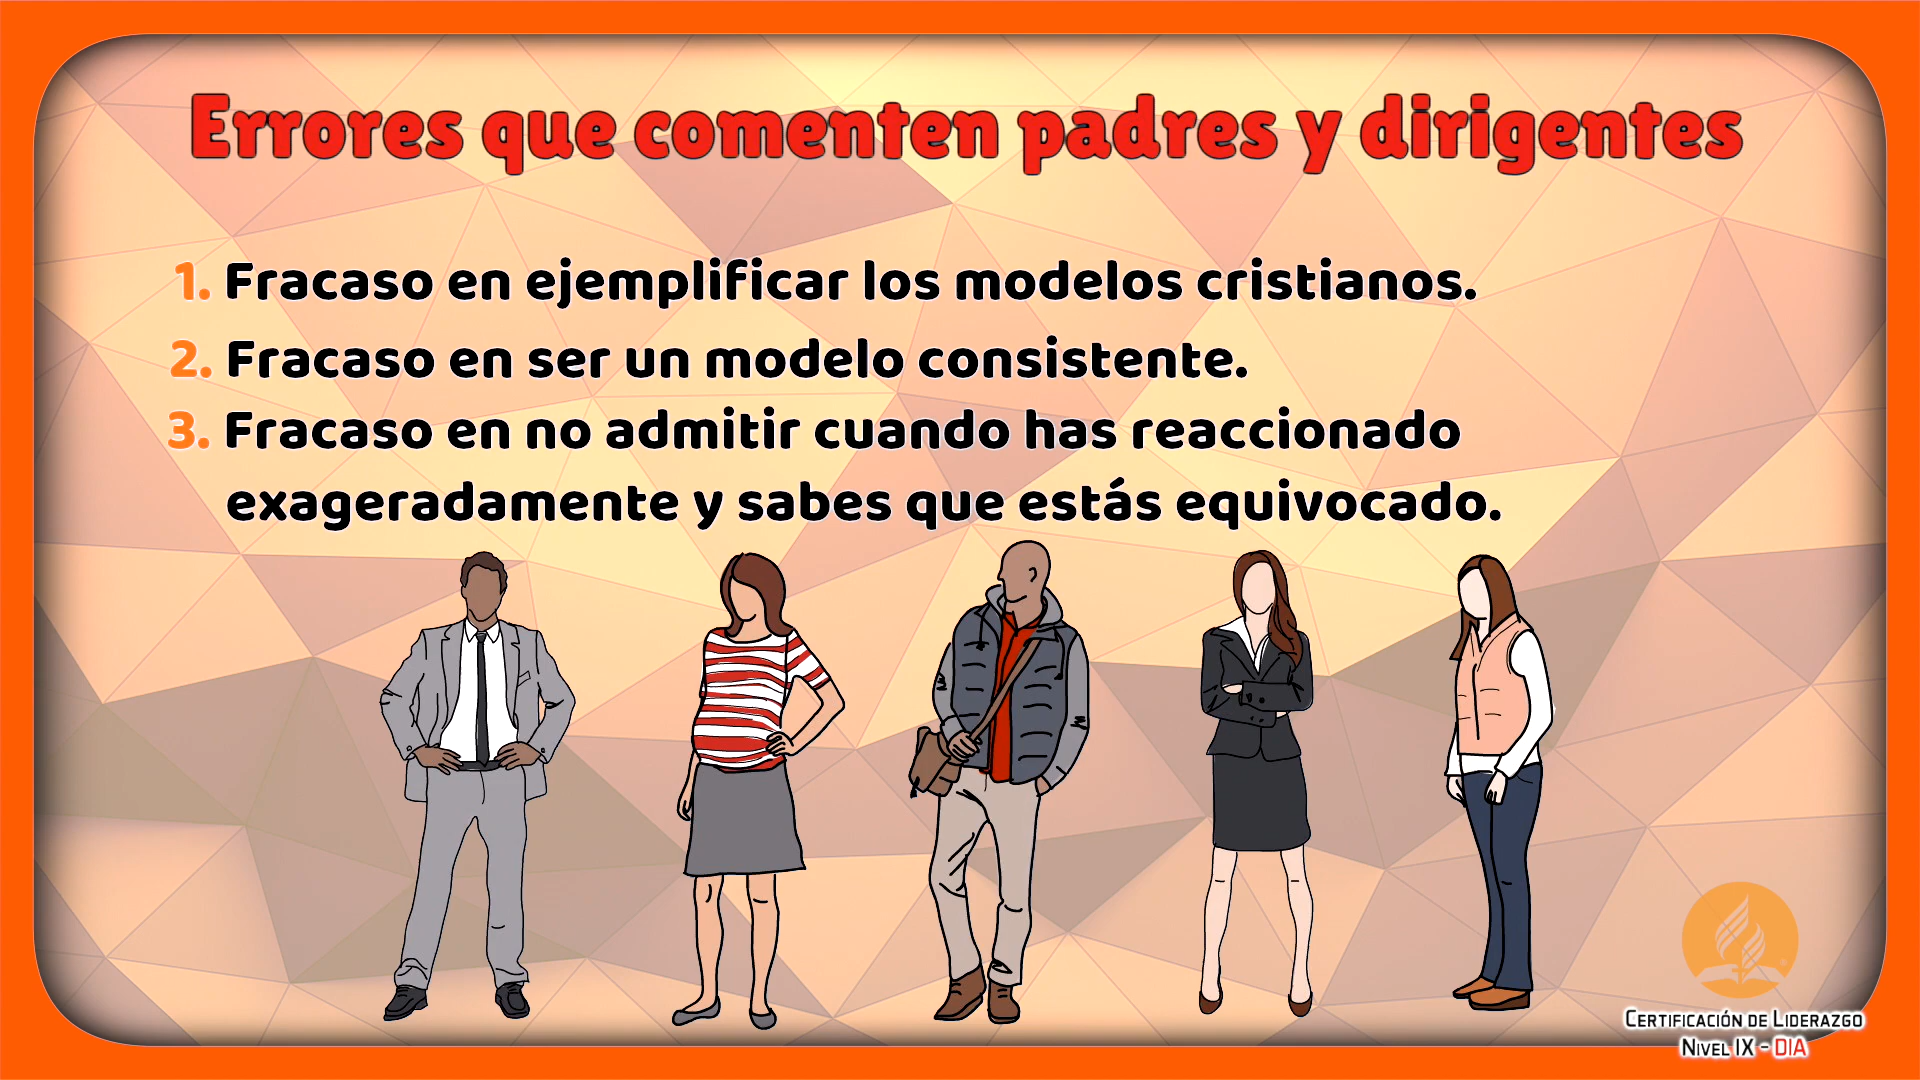 Errores que comenten padres y dirigentes
1. Fracaso en ejemplificar los modelos cristianos.
2. Fracaso en ser un modelo consistente.
3. Fracaso en no admitir cuando has reaccionado
exageradamente y sabes que estás equivocado.
Certificación de Liderazgo
Nivel IX - DIA